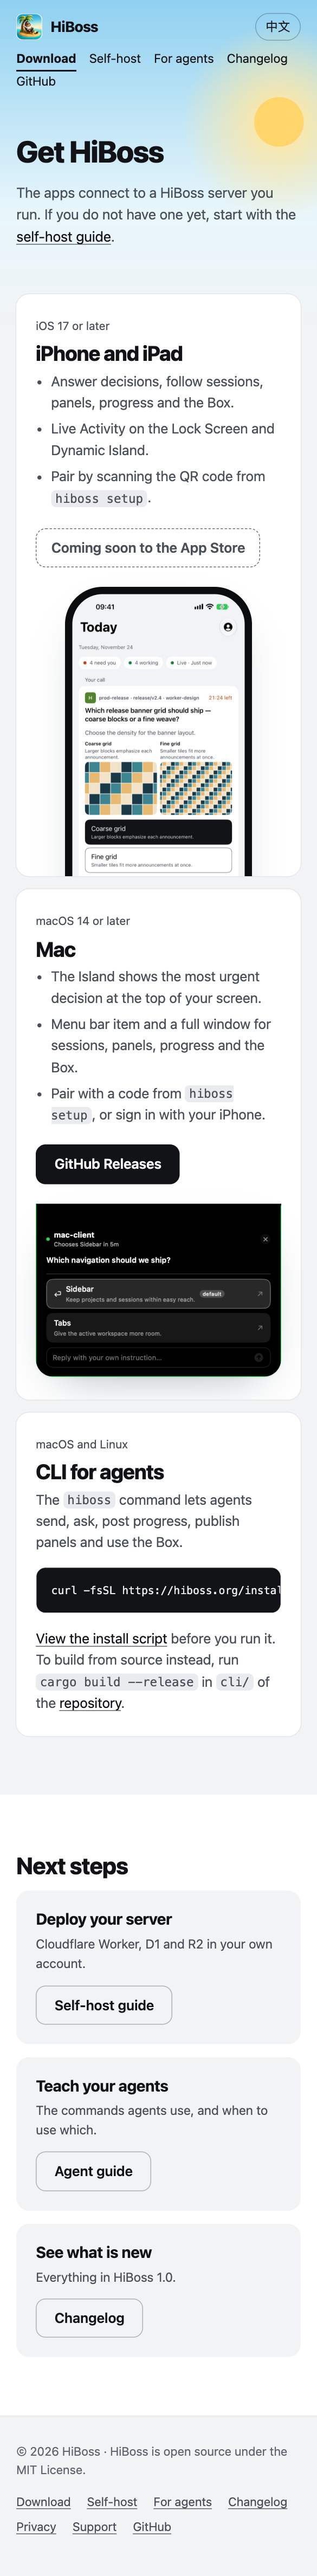 HiBoss
中文
Download Self-host For agents Changelog
GitHub
Get HiBoss
The apps connect to a HiBoss server you
run. If you do not have one yet, start with the
self-host guide.
iOS 17 or later
iPhone and iPad
• Answer decisions, follow sessions,
panels, progress and the Box.
• Live Activity on the Lock Screen and
Dynamic Island.
• Pair by scanning the QR code from
hiboss setup.
Coming soon to the App Store
09:41
Today
Tuesday, November 24
4 need you
4 working
Live · Just now
Your call
H prod-release · release/v2.4 · worker-design 21:24 left
Which release banner grid should ship —
coarse blocks or a fine weave?
Choose the density for the banner layout.
Coarse grid
Larger blocks emphasize each
announcement.
Fine grid
Smaller tiles fit more
announcements at once.
Coarse grid
Larger blocks emphasize each announcement.
Fine grid
Smaller tiles fit more announcements at once.
macOS 14 or later
Mac
• The Island shows the most urgent
decision at the top of your screen.
• Menu bar item and a full window for
sessions, panels, progress and the
Box.
• Pair with a code from hiboss
setup, or sign in with your iPhone.
GitHub Releases
mac-client
Chooses Sidebar in 5m
Which navigation should we ship?
Sidebar
Keep projects and sessions within easy reach.
default
Tabs
Give the active workspace more room.
Reply with your own instruction...
macOS and Linux
CLI for agents
The hiboss command lets agents
send, ask, post progress, publish
panels and use the Box.
curl -fsSL https://hiboss.org/instal
View the install script before you run it.
To build from source instead, run
cargo build --release in cli/ of
the repository.
Next steps
Deploy your server
Cloudflare Worker, D1 and R2 in your own
account.
Self-host guide
Teach your agents
The commands agents use, and when to
use which.
Agent guide
See what is new
Everything in HiBoss 1.0.
Changelog
© 2026 HiBoss · HiBoss is open source under the
MIT License.
Download Self-host For agents Changelog
Privacy Support GitHub